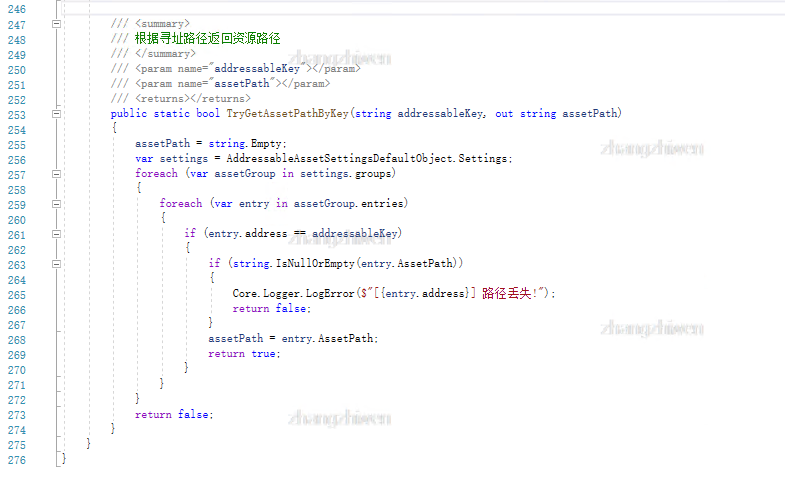 246
247 /// <summary>
248 /// 根据寻址路径返回资源路径
249 /// </summary>
250 /// <param name="addressableKey"></param>
251 /// <param name="assetPath"></param>
252 /// <returns></returns>
253 public static bool TryGetAssetPathByKey(string addressableKey, out string assetPath)
254 {
255 assetPath = string.Empty;
256 var settings = AddressableAssetSettingsDefaultObject.Settings;
257 foreach (var assetGroup in settings.groups)
258 {
259 foreach (var entry in assetGroup.entries)
260 {
261 if (entry.address == addressableKey)
262 {
263 if (string.IsNullOrEmpty(entry.AssetPath))
264 {
265 Core.Logger.LogError($"[{entry.address}] 路径丢失!");
266 return false;
267 }
268 assetPath = entry.AssetPath;
269 return true;
270 }
271 }
272 }
273 return false;
274 }
275 }
276 }
zhangzhiwen
zhangzhiwen
zhangzhiwen
zhangzhiwen
zhangzhiwen